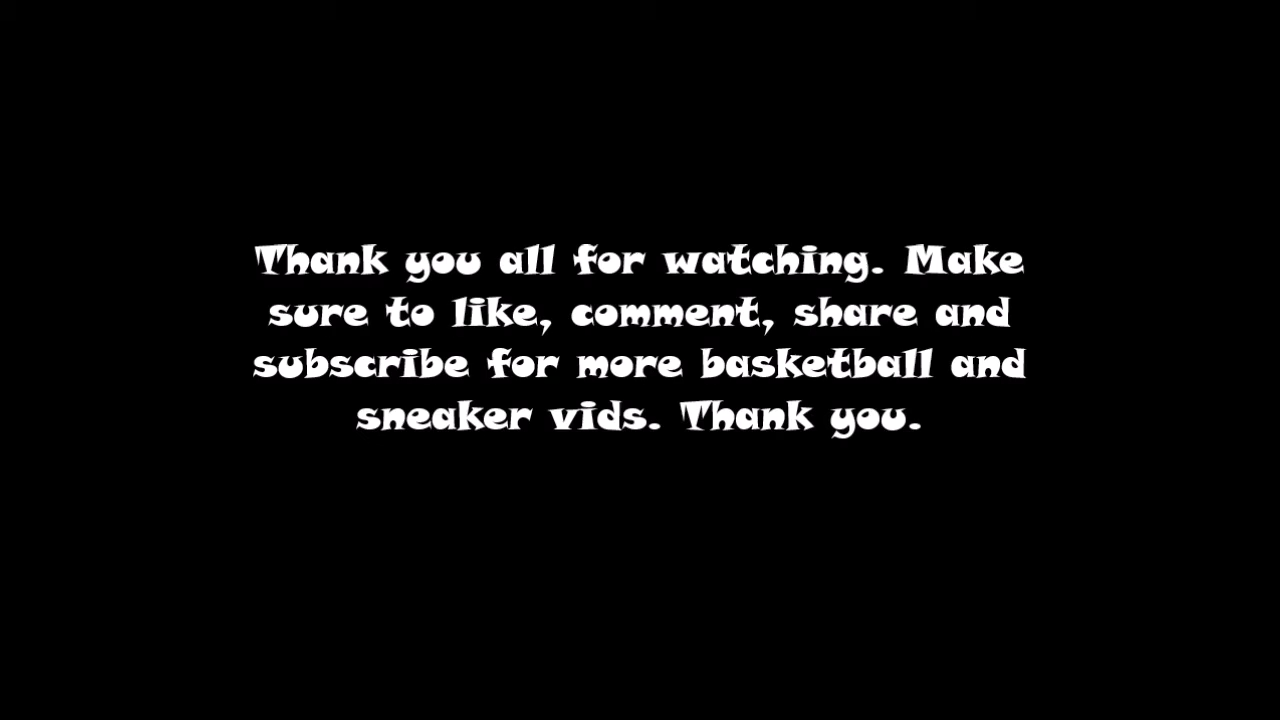 Thank you all for watching. Make
sure to like, comment, share and
subscribe for more basketball and
sneaker vids. Thank you.